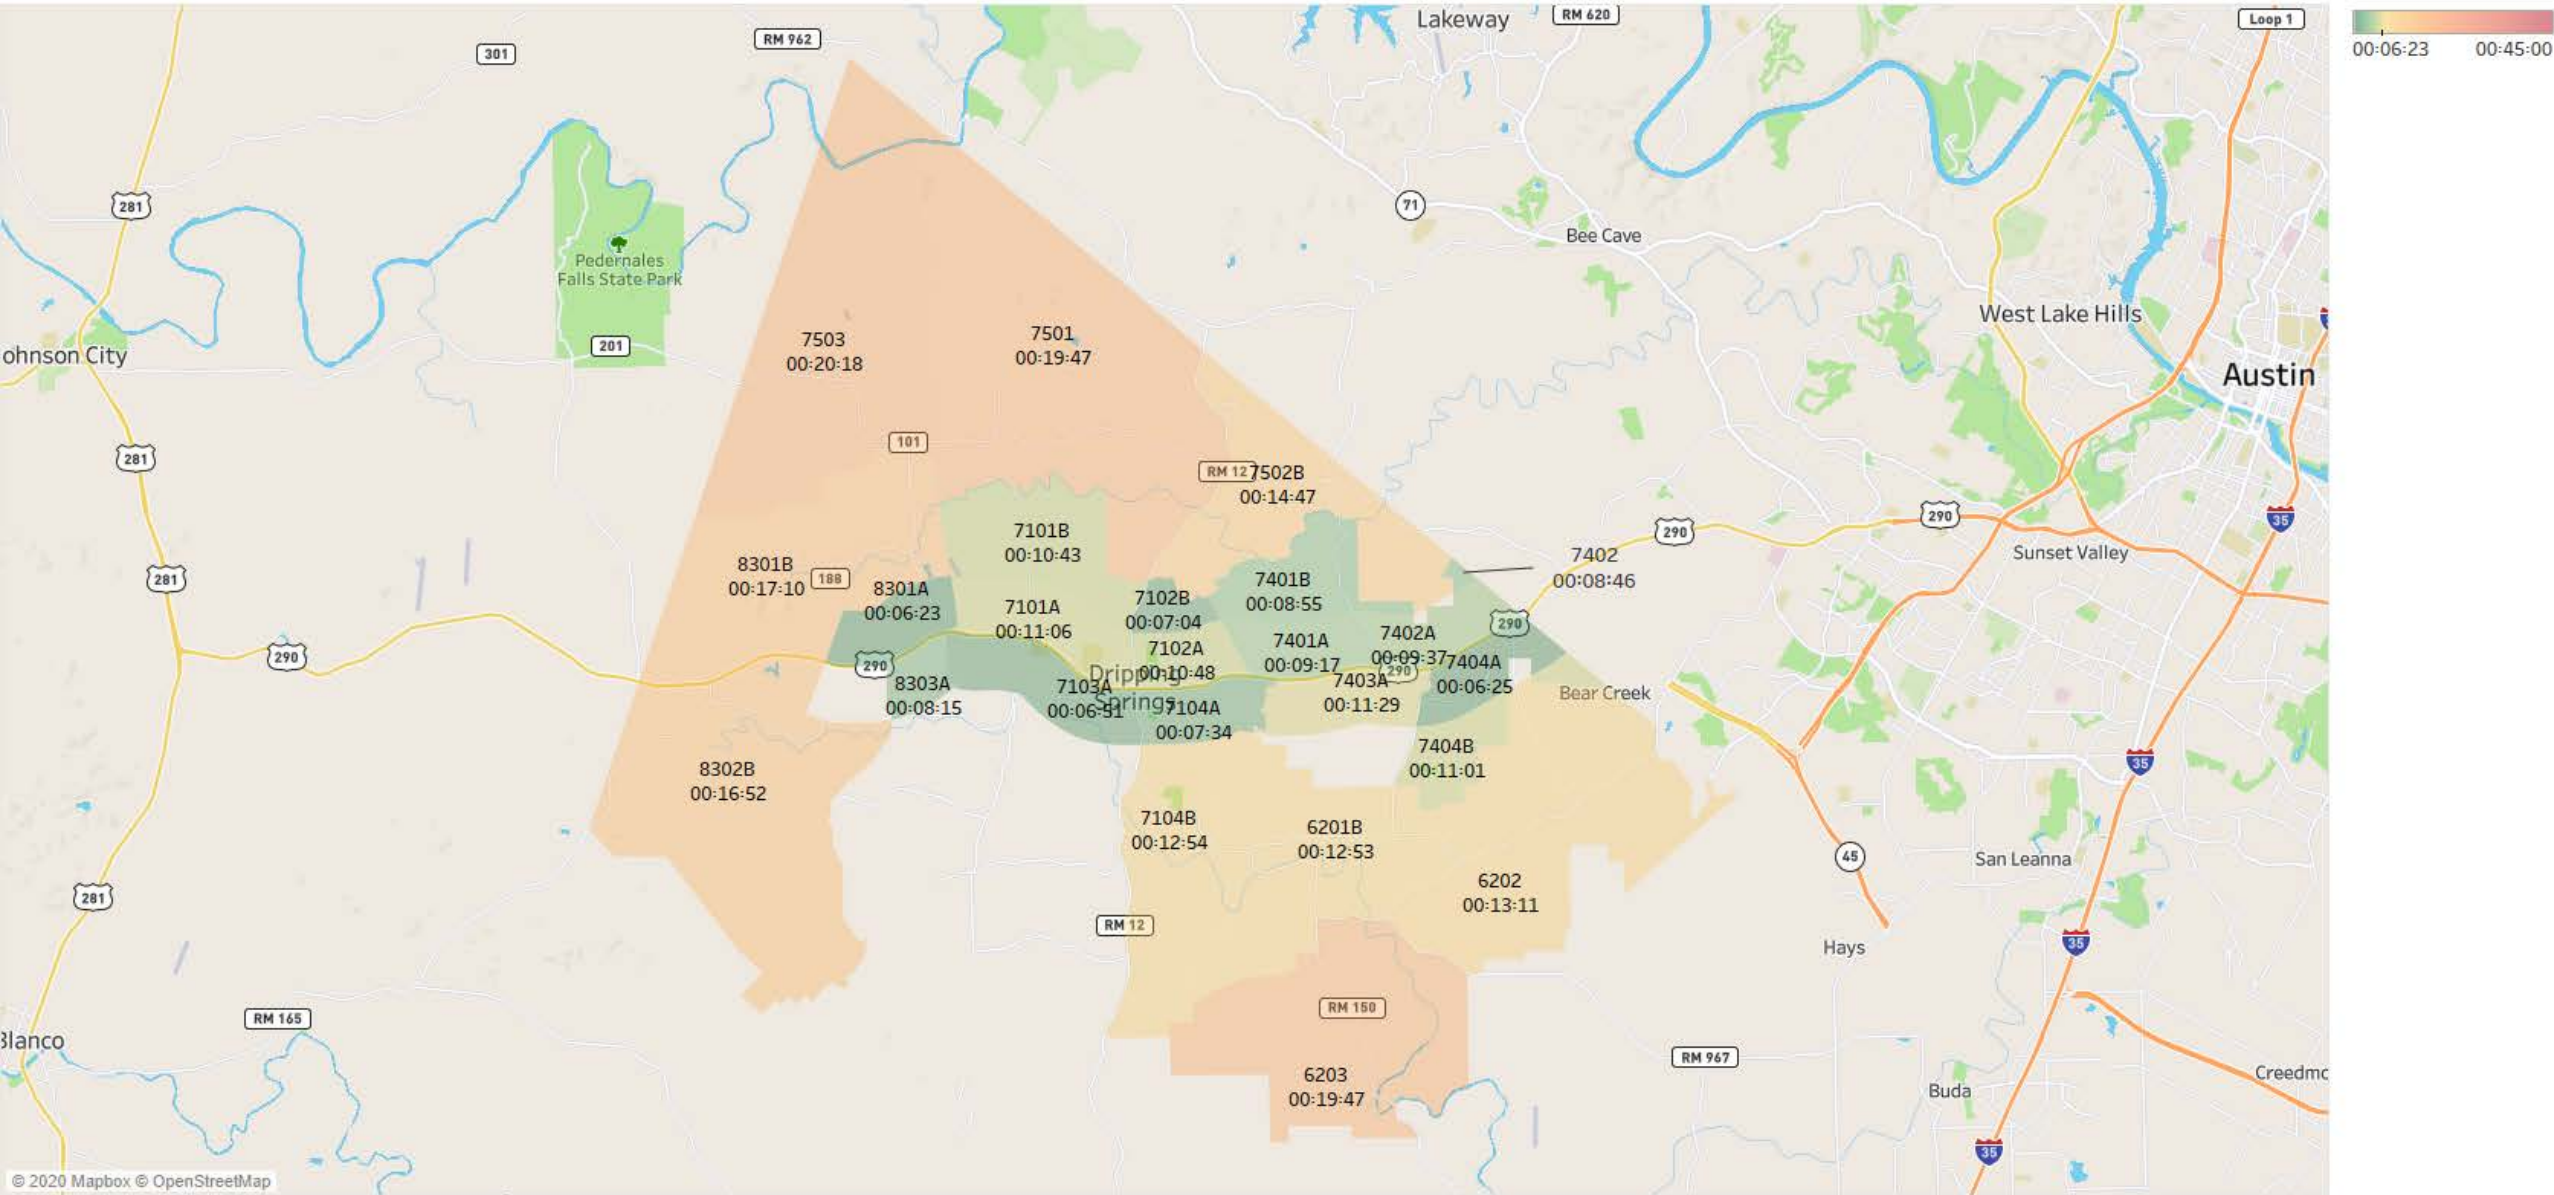 Lakeway
RM 620
Loop 1
00:06:23
00:45:00
RM 962
301
281
71
Bee Cave
Pedernales
Falls State Park
201
West Lake Hills
ohnson City
Austin
7503
00:20:18
7501
00:19:47
101
281
RM 12
7502B
00:14:47
290
290
35
7101B
00:10:43
Sunset Valley
7402
00:08:46
8301B
00:17:10
188
281
8301A
00:06:23
7101A
00:11:06
7102B
00:07:04
7401B
00:08:55
290
7402A
00:09:37
7401A
00:09:17
7102A
00:10:48
290
290
290
7404A
00:06:25
Dripping
Springs
7103A
00:06:51
8303A
00:08:15
7403A
00:11:29
Bear Creek
7104A
00:07:34
7404B
00:11:01
35
8302B
00:16:52
7104B
00:12:54
6201B
00:12:53
45
San Leanna
281
6202
00:13:11
RM 12
Hays
35
RM 150
RM 165
Blanco
RM 967
6203
00:19:47
Creedmo
Buda
35
© 2020 Mapbox © OpenStreetMap